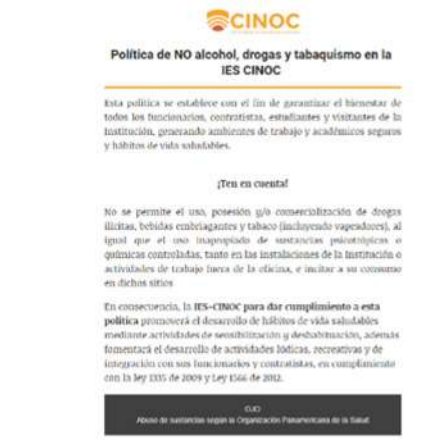 CINOC
Política de NO alcohol, drogas y tabaquismo en la
IES CINOC
Esta política se establece con el fin de garantizar el bienestar de
todos los funcionarios, contratistas, estudiantes y visitantes de la
Institución, generando ambientes de trabajo y académicos seguros
y hábitos de vida saludables.
¡Ten en cuenta!
No se permite el uso, posesión y/o comercialización de drogas
ilícitas, bebidas embriagantes y tabaco (incluyendo vapeadores), al
igual que el uso inapropiado de sustancias psicotrópicas o
químicas controladas, tanto en las instalaciones de la Institución o
actividades de trabajo fuera de la oficina, e incitar a su consumo
en dichos sitios
En consecuencia, la IES-CINOC para dar cumplimiento a esta
política promoverá el desarrollo de hábitos de vida saludables
mediante actividades de sensibilización y deshabituación, además
fomentará el desarrollo de actividades lúdicas, recreativas y de
integración con sus funcionarios y contratistas, en cumplimiento
con la ley 1335 de 2009 y Ley 1566 de 2012.
OJO
Abuso de sustancias según la Organización Panamericana de la Salud